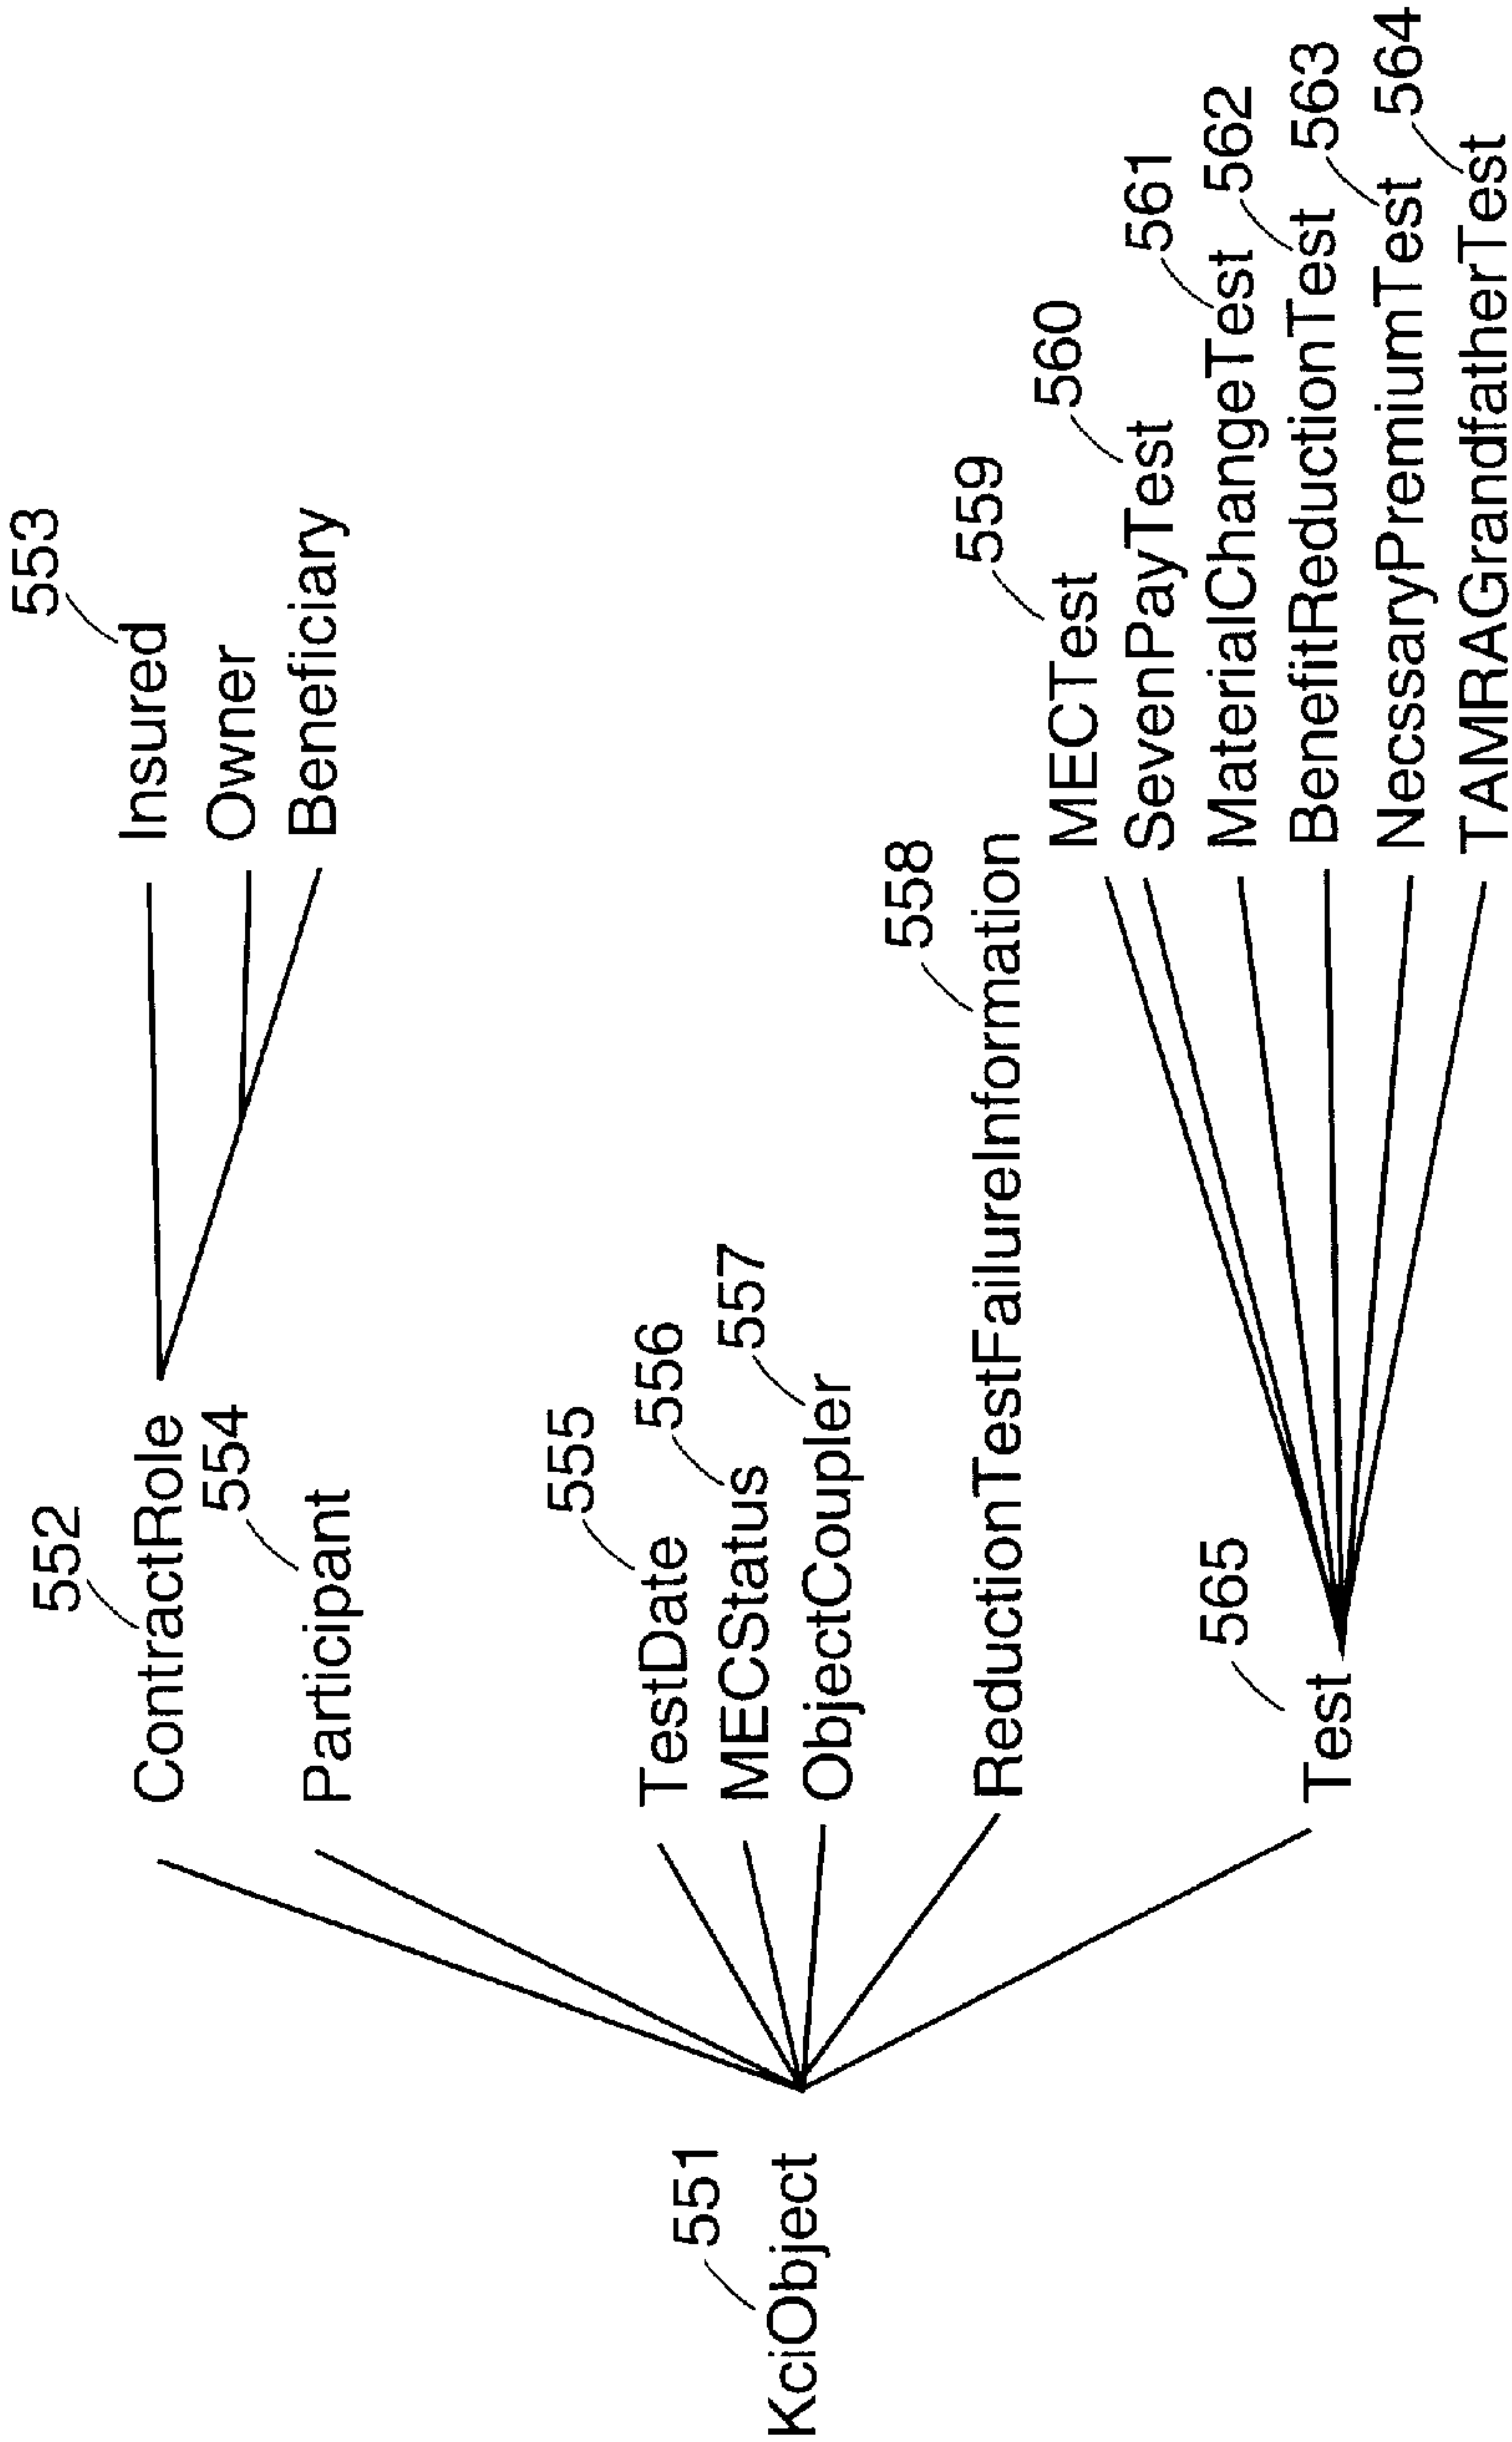 553
Insured
Owner
Beneficiary
552
ContractRole
554
Participant
555
TestDate
556
MECStatus
557
ObjectCoupler
551
KciObject
558
ReductionTestFailureInformation
565
Test
559
MECTest
560
SevenPayTest
561
MaterialChangeTest
562
BenefitReductionTest
563
NecssaryPremiumTest
564
TAMRAGrandfatherTest